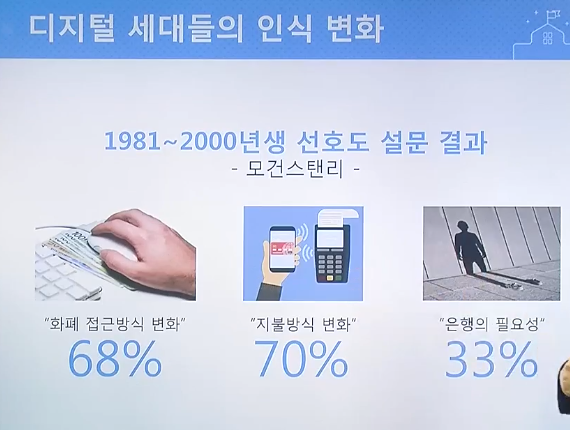 디지털 세대들의 인식 변화
1981~2000년생 선호도 설문 결과
- 모건스탠리 -
"화폐 접근방식 변화" "지불방식 변화" "은행의 필요성"
68% 70% 33%